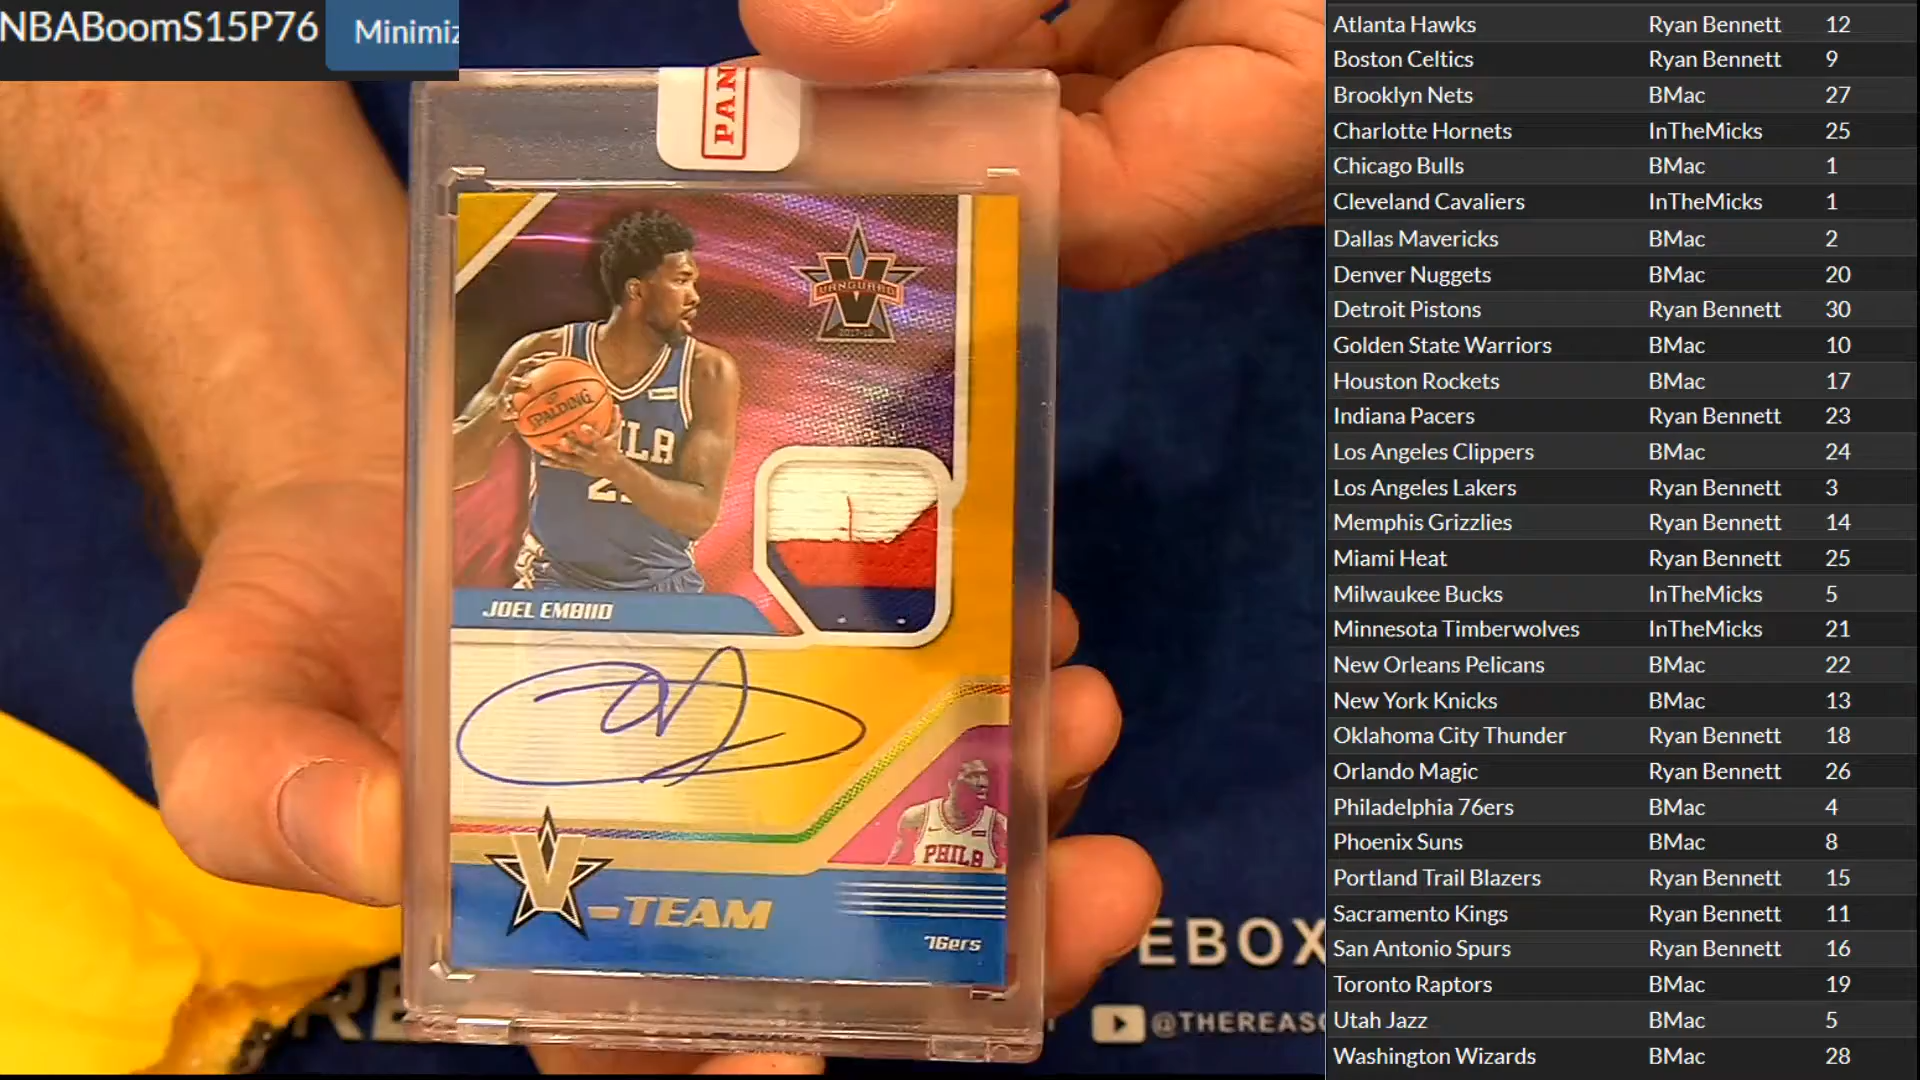 NBABoomS15P76
Minimiz
PAN
VANGUARD
2017-18
SPALDING
JOEL EMBIID
PHILA
V-TEAM
76ers
EBOX
@THEREASO
Atlanta Hawks Ryan Bennett 12
Boston Celtics Ryan Bennett 9
Brooklyn Nets BMac 27
Charlotte Hornets InTheMicks 25
Chicago Bulls BMac 1
Cleveland Cavaliers InTheMicks 1
Dallas Mavericks BMac 2
Denver Nuggets BMac 20
Detroit Pistons Ryan Bennett 30
Golden State Warriors BMac 10
Houston Rockets BMac 17
Indiana Pacers Ryan Bennett 23
Los Angeles Clippers BMac 24
Los Angeles Lakers Ryan Bennett 3
Memphis Grizzlies Ryan Bennett 14
Miami Heat Ryan Bennett 25
Milwaukee Bucks InTheMicks 5
Minnesota Timberwolves InTheMicks 21
New Orleans Pelicans BMac 22
New York Knicks BMac 13
Oklahoma City Thunder Ryan Bennett 18
Orlando Magic Ryan Bennett 26
Philadelphia 76ers BMac 4
Phoenix Suns BMac 8
Portland Trail Blazers Ryan Bennett 15
Sacramento Kings Ryan Bennett 11
San Antonio Spurs Ryan Bennett 16
Toronto Raptors BMac 19
Utah Jazz BMac 5
Washington Wizards BMac 28